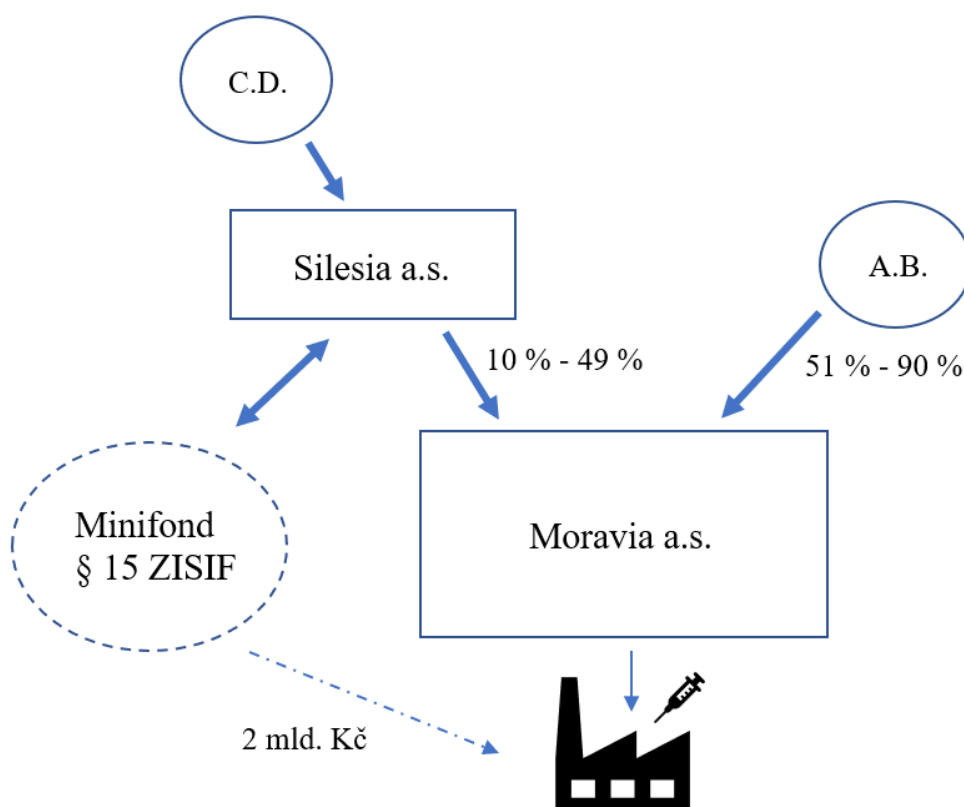 C.D.
Silesia a.s.
A.B.
10 % - 49 %
51 % - 90 %
Minifond
§ 15 ZISIF
Moravia a.s.
2 mld. Kč